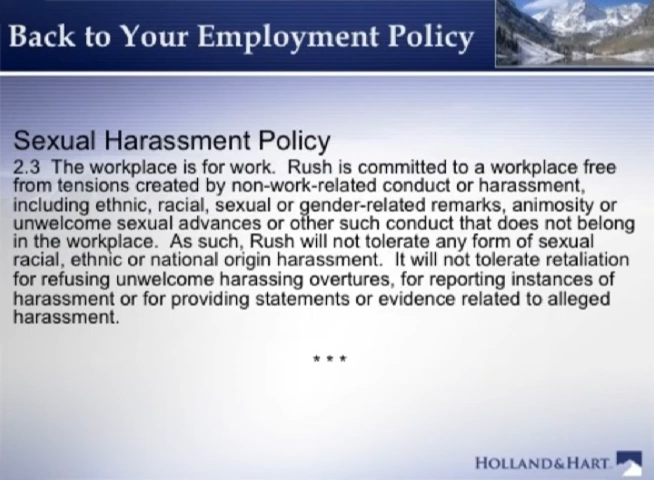 Back to Your Employment Policy
Sexual Harassment Policy
2.3 The workplace is for work. Rush is committed to a workplace free
from tensions created by non-work-related conduct or harassment,
including ethnic, racial, sexual or gender-related remarks, animosity or
unwelcome sexual advances or other such conduct that does not belong
in the workplace. As such, Rush will not tolerate any form of sexual
racial, ethnic or national origin harassment. It will not tolerate retaliation
for refusing unwelcome harassing overtures, for reporting instances of
harassment or for providing statements or evidence related to alleged
harassment.
* * *
HOLLAND & HART